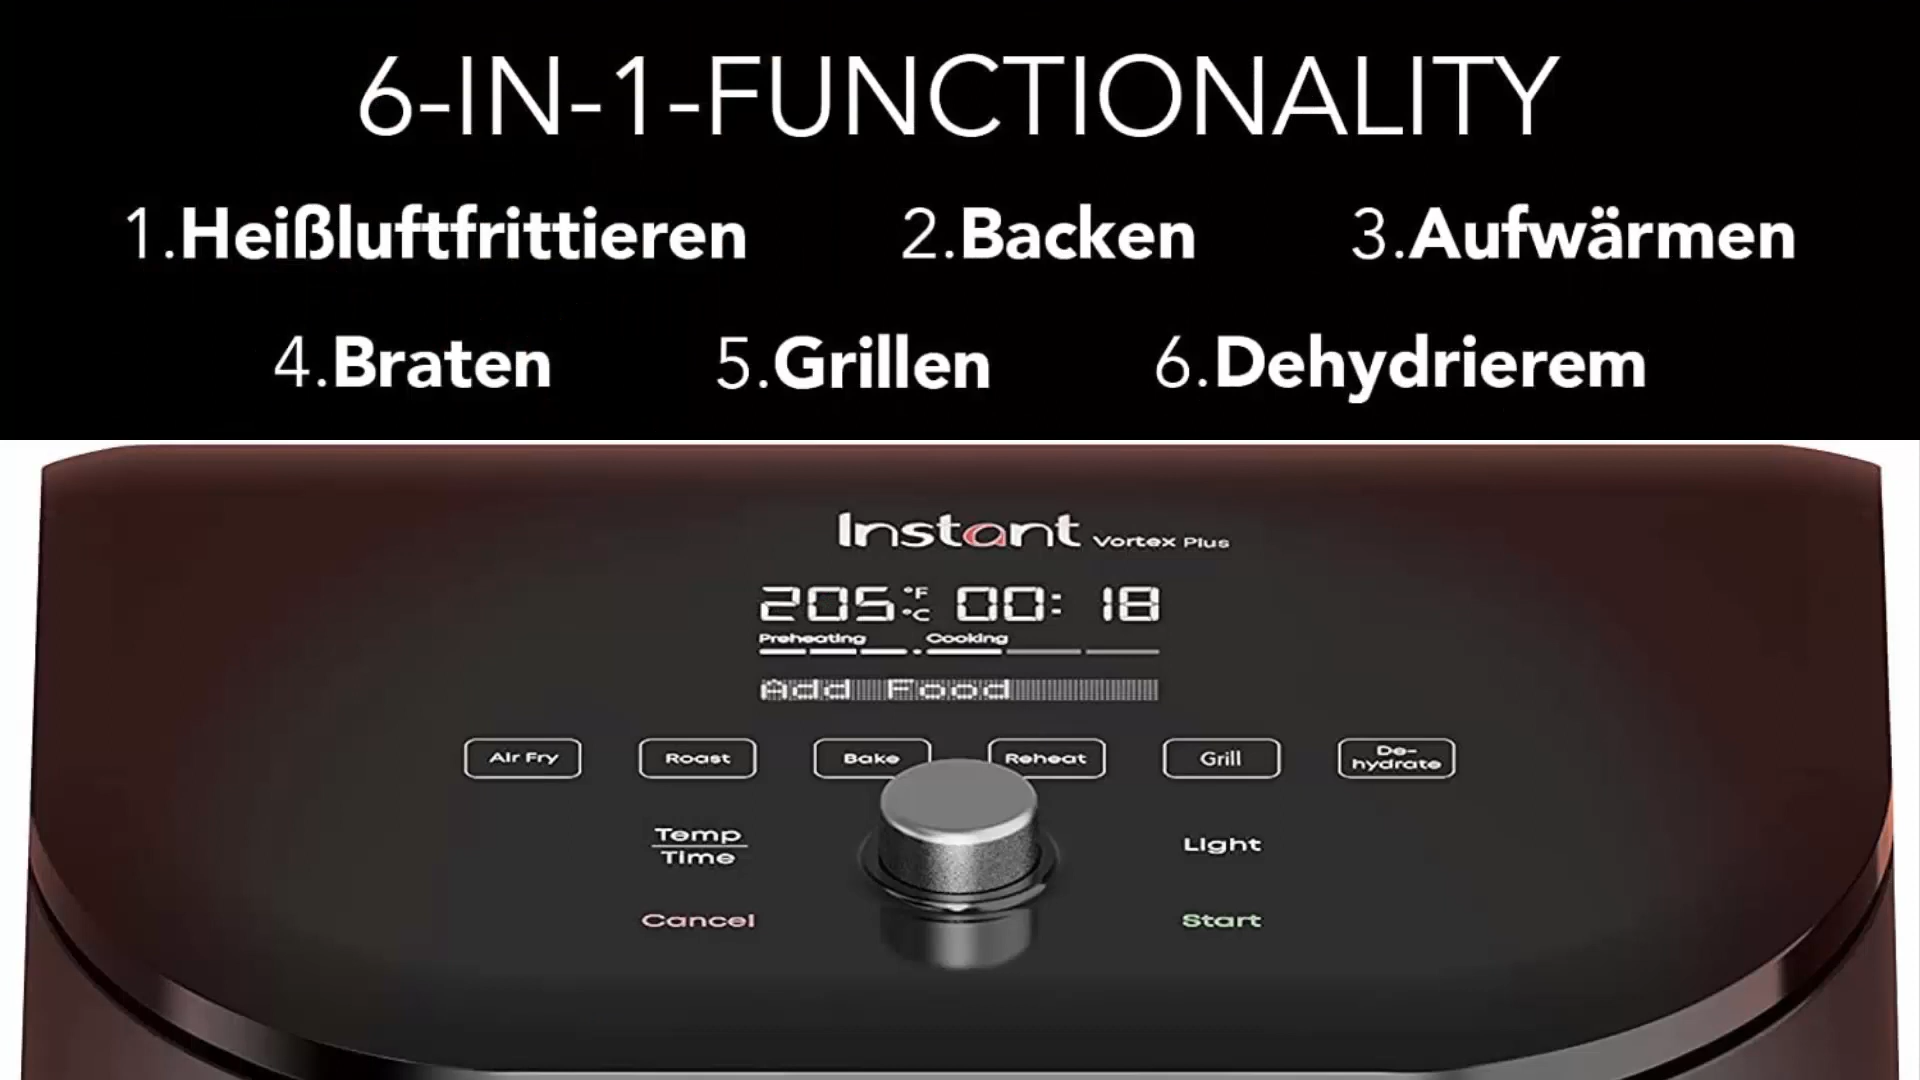 6-IN-1-FUNCTIONALITY
1.Heißluftfrittieren 2.Backen 3.Aufwärmen
4.Braten 5.Grillen 6.Dehydrierem
Instant Vortex Plus
205 °F °C 00:18
Preheating Cooking
Add Food
Air Fry Roast Bake Reheat Grill De-
hydrate
Temp
Time
Light
Cancel Start